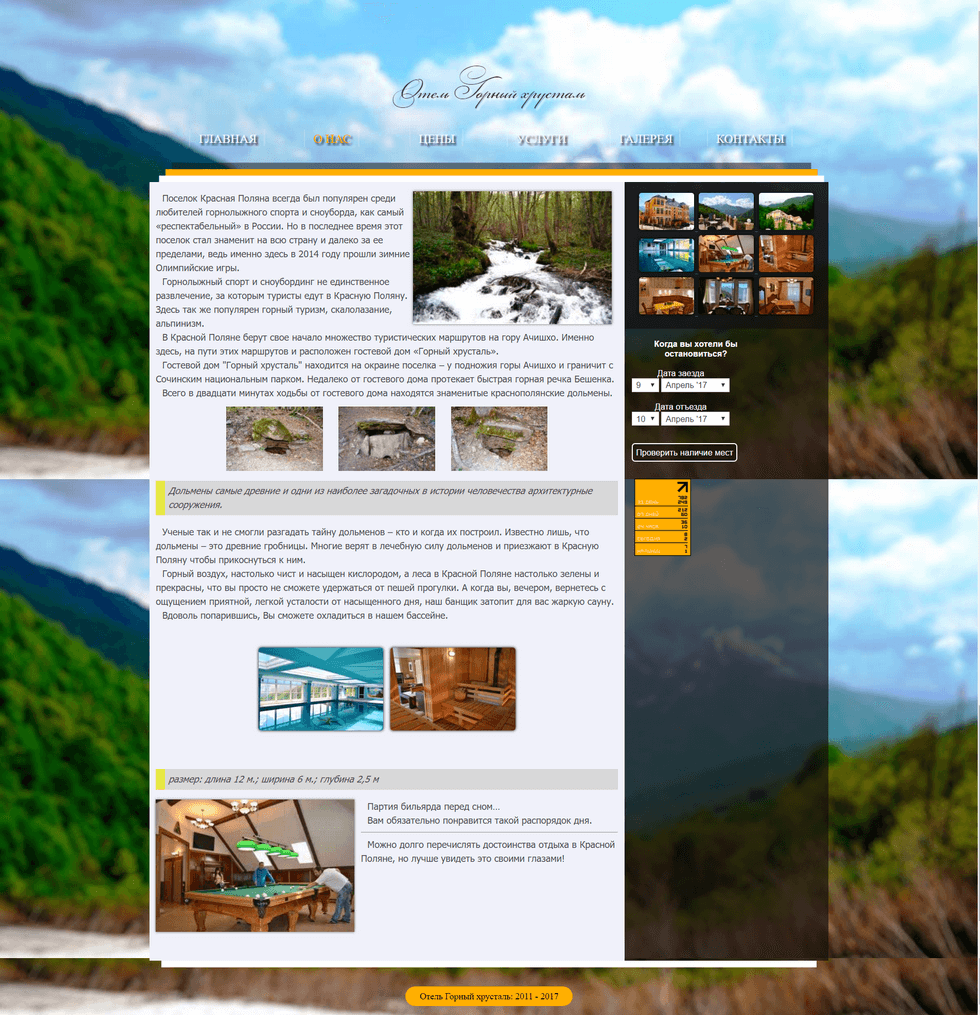 Отель Горный хрусталь
ГЛАВНАЯ О НАС ЦЕНЫ УСЛУГИ ГАЛЕРЕЯ КОНТАКТЫ
Поселок Красная Поляна всегда был популярен среди
любителей горнолыжного спорта и сноуборда, как самый
«респектабельный» в России. Но в последнее время этот
поселок стал знаменит на всю страну и далеко за ее
пределами, ведь именно здесь в 2014 году прошли зимние
Олимпийские игры.
Горнолыжный спорт и сноубординг не единственное
развлечение, за которым туристы едут в Красную Поляну.
Здесь так же популярен горный туризм, скалолазание,
альпинизм.
В Красной Поляне берут свое начало множество туристических маршрутов на гору Ачишхо. Именно
здесь, на пути этих маршрутов и расположен гостевой дом «Горный хрусталь».
Гостевой дом "Горный хрусталь" находится на окраине поселка – у подножия горы Ачишхо и граничит с
Сочинским национальным парком. Недалеко от гостевого дома протекает быстрая горная речка Бешенка.
Всего в двадцати минутах ходьбы от гостевого дома находятся знаменитые краснополянские дольмены.
Дольмены самые древние и одни из наиболее загадочных в истории человечества архитектурные
сооружения.
Ученые так и не смогли разгадать тайну дольменов – кто и когда их построил. Известно лишь, что
дольмены – это древние гробницы. Многие верят в лечебную силу дольменов и приезжают в Красную
Поляну чтобы прикоснуться к ним.
Горный воздух, настолько чист и насыщен кислородом, а леса в Красной Поляне настолько зелены и
прекрасны, что вы просто не сможете удержаться от пешей прогулки. А когда вы, вечером, вернетесь с
ощущением приятной, легкой усталости от насыщенного дня, наш банщик затопит для вас жаркую сауну.
Вдоволь попарившись, Вы сможете охладиться в нашем бассейне.
размер: длина 12 м.; ширина 6 м.; глубина 2,5 м
Партия бильярда перед сном...
Вам обязательно понравится такой распорядок дня.
Можно долго перечислять достоинства отдыха в Красной
Поляне, но лучше увидеть это своими глазами!
Когда вы хотели бы
остановиться?
Дата заезда
9 Апрель '17
Дата отъезда
10 Апрель '17
Проверить наличие мест
Отель Горный хрусталь: 2011 - 2017